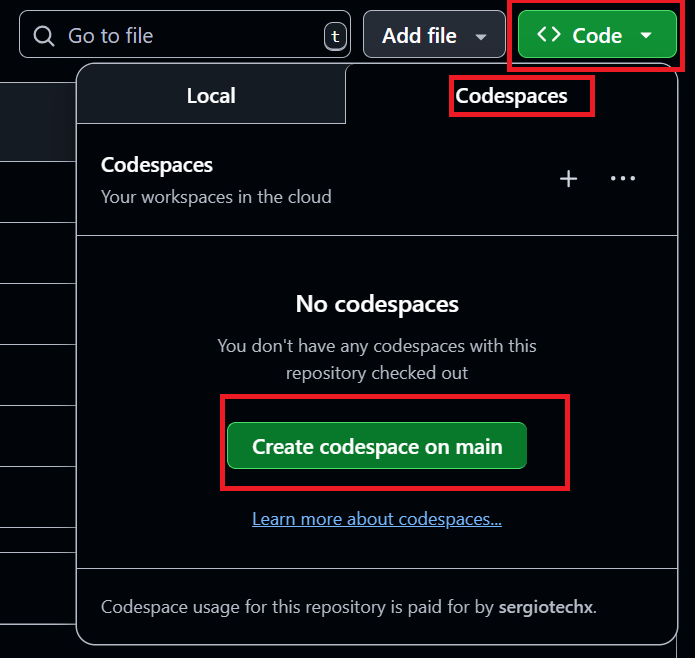 Go to file
t
Add file
Code
Local
Codespaces
Codespaces
Your workspaces in the cloud
No codespaces
You don't have any codespaces with this
repository checked out
Create codespace on main
Learn more about codespaces...
Codespace usage for this repository is paid for by sergiotechx.